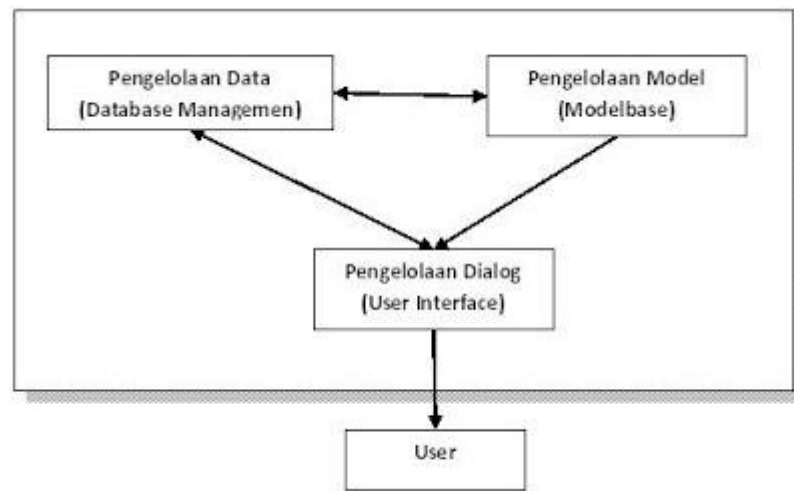 Pengelolaan Data
(Database Managemen)
Pengelolaan Model
(Modelbase)
Pengelolaan Dialog
(User Interface)
User